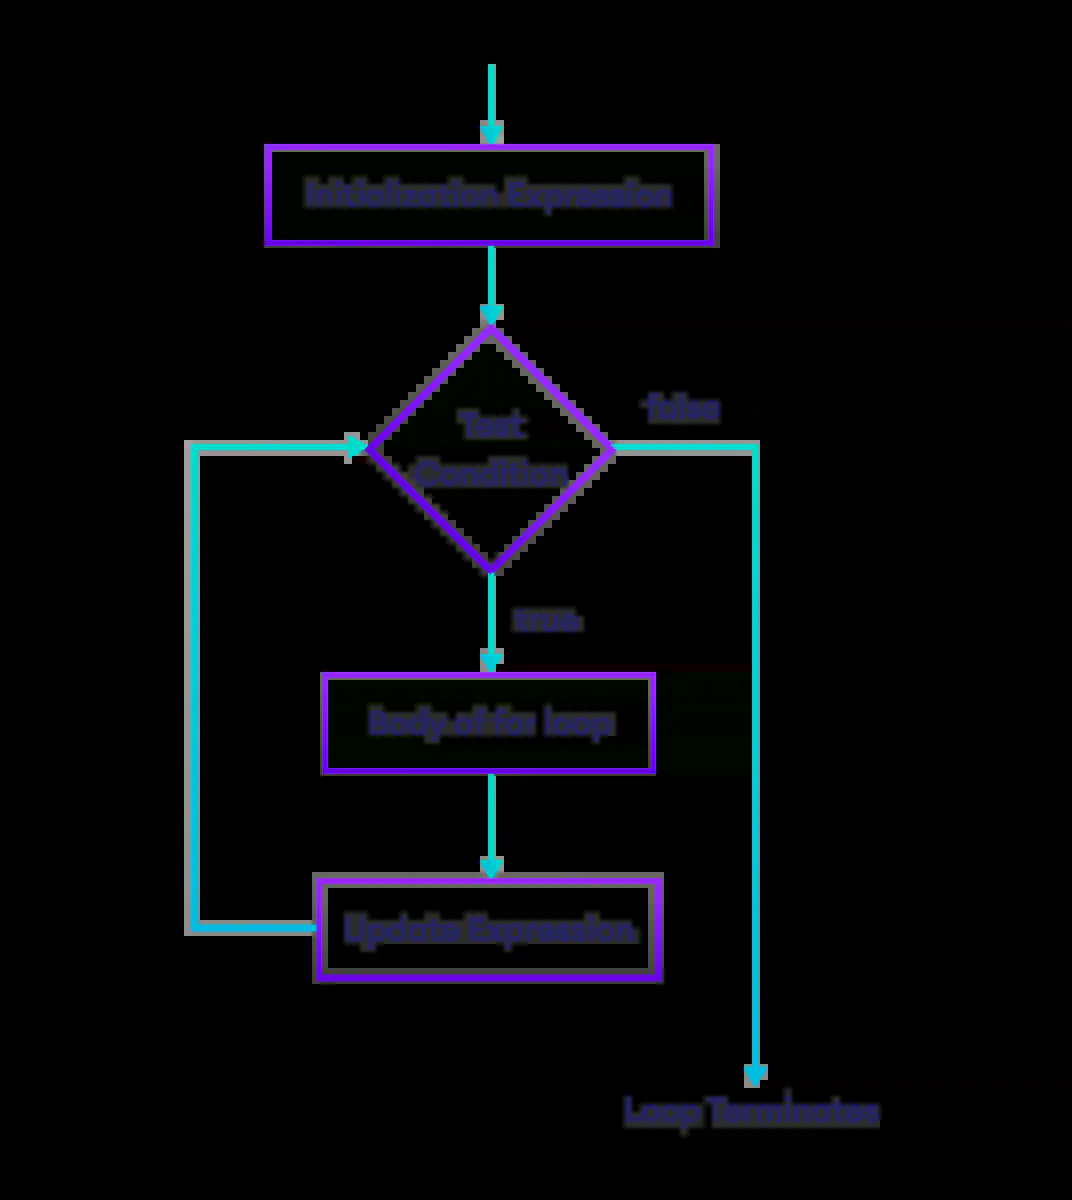 Initialization Expression
Test
Condition
false
true
Body of for loop
Update Expression
Loop Terminates